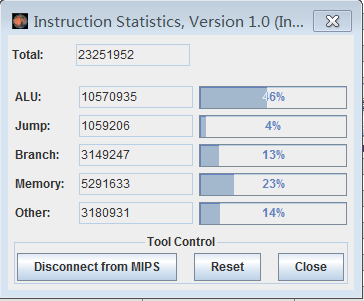 Instruction Statistics, Version 1.0 (In...
Total: 23251952
ALU: 10570935 46%
Jump: 1059206 4%
Branch: 3149247 13%
Memory: 5291633 23%
Other: 3180931 14%
Tool Control
Disconnect from MIPS Reset Close